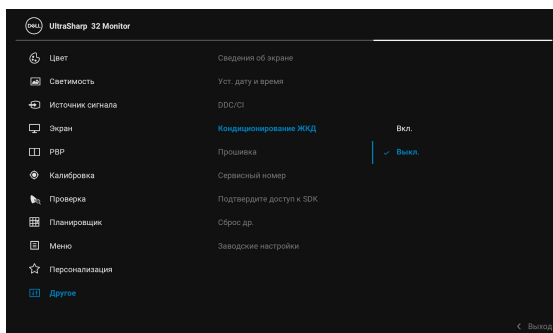 DELL UltraSharp 32 Monitor
Цвет
Сведения об экране
Светимость
Уст. дату и время
Источник сигнала
DDC/CI
Экран
Кондиционирование ЖКД
Вкл.
PBP
Прошивка
Выкл.
Калибровка
Сервисный номер
Проверка
Подтвердите доступ к SDK
Планировщик
Сброс др.
Меню
Заводские настройки
Персонализация
Другое
Выход